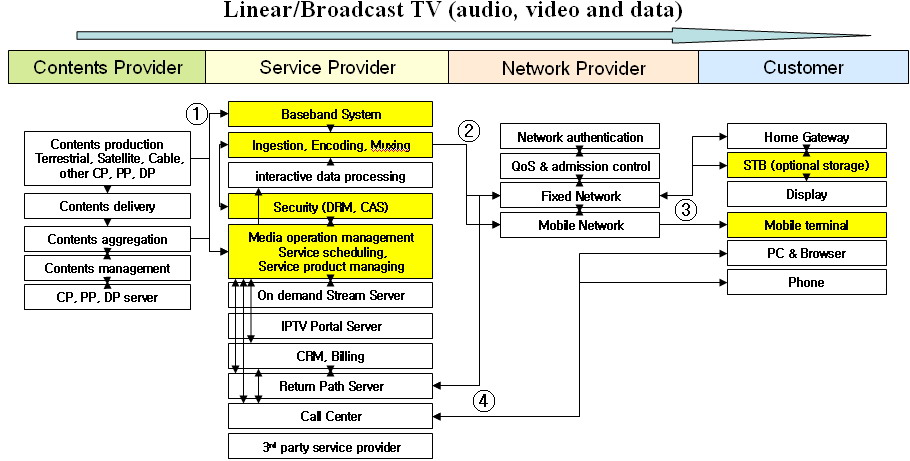 Linear/Broadcast TV (audio, video and data)
Contents Provider
Service Provider
Network Provider
Customer
1
Contents production
Terrestrial, Satellite, Cable,
other CP, PP, DP
Contents delivery
Contents aggregation
Contents management
CP, PP, DP server
Baseband System
Ingestion, Encoding, Muxing
interactive data processing
Security (DRM, CAS)
Media operation management
Service scheduling,
Service product managing
On demand Stream Server
IPTV Portal Server
CRM, Billing
Return Path Server
Call Center
3rd party service provider
2
Network authentication
QoS & admission control
Fixed Network
Mobile Network
3
4
Home Gateway
STB (optional storage)
Display
Mobile terminal
PC & Browser
Phone